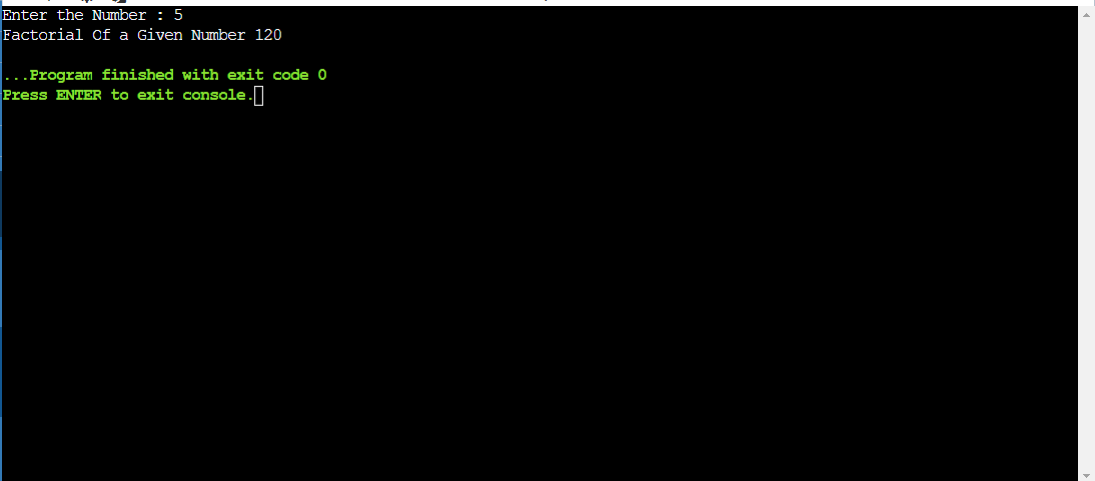 Enter the Number : 5
Factorial Of a Given Number 120
...Program finished with exit code 0
Press ENTER to exit console.